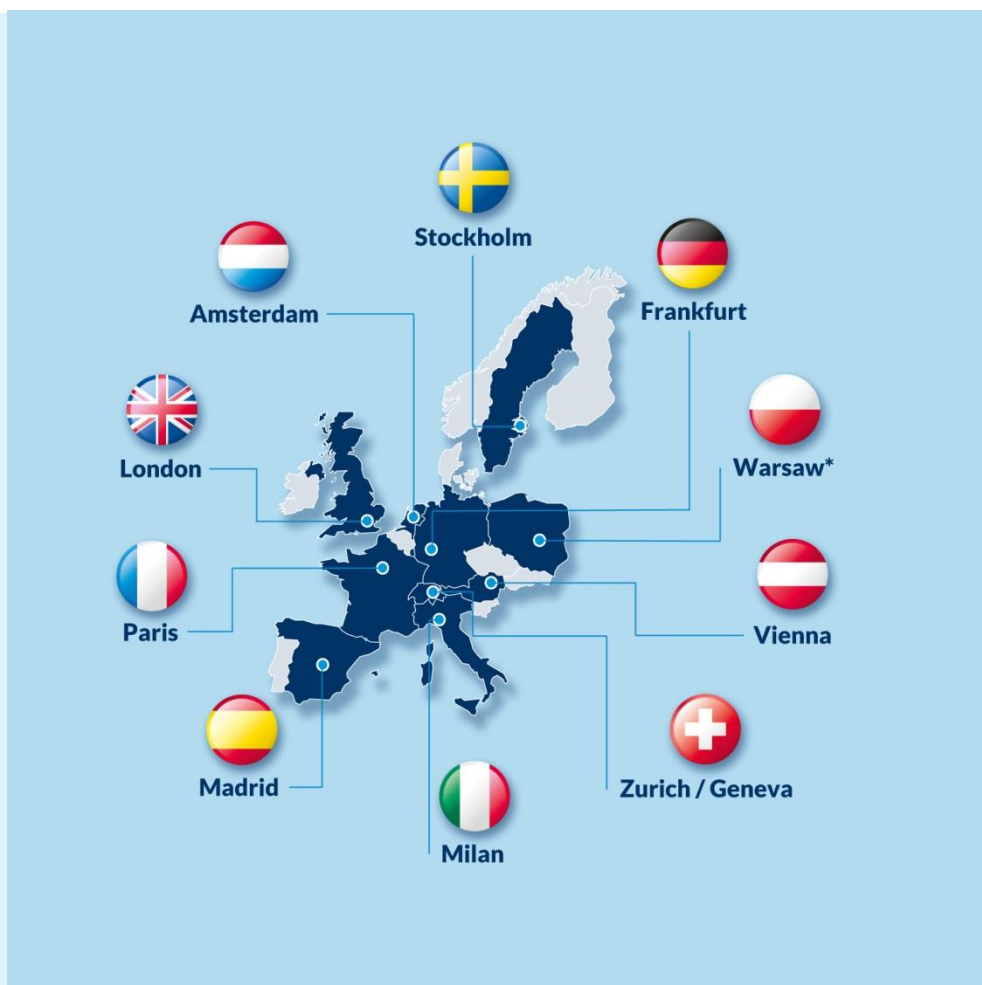 Stockholm
Amsterdam
Frankfurt
London
Warsaw*
Paris
Vienna
Madrid
Zurich / Geneva
Milan